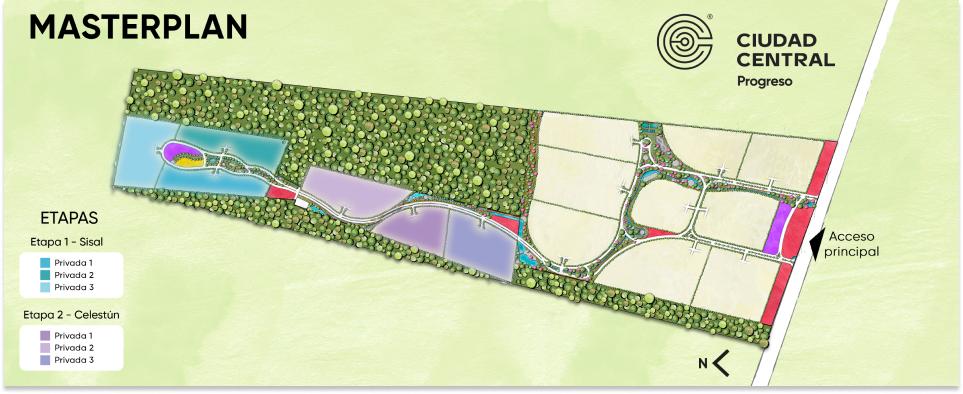 MASTERPLAN
®
CIUDAD
CENTRAL
Progreso
ETAPAS
Etapa 1 - Sisal
Privada 1
Privada 2
Privada 3
Etapa 2 - Celestún
Privada 1
Privada 2
Privada 3
Acceso
principal
N